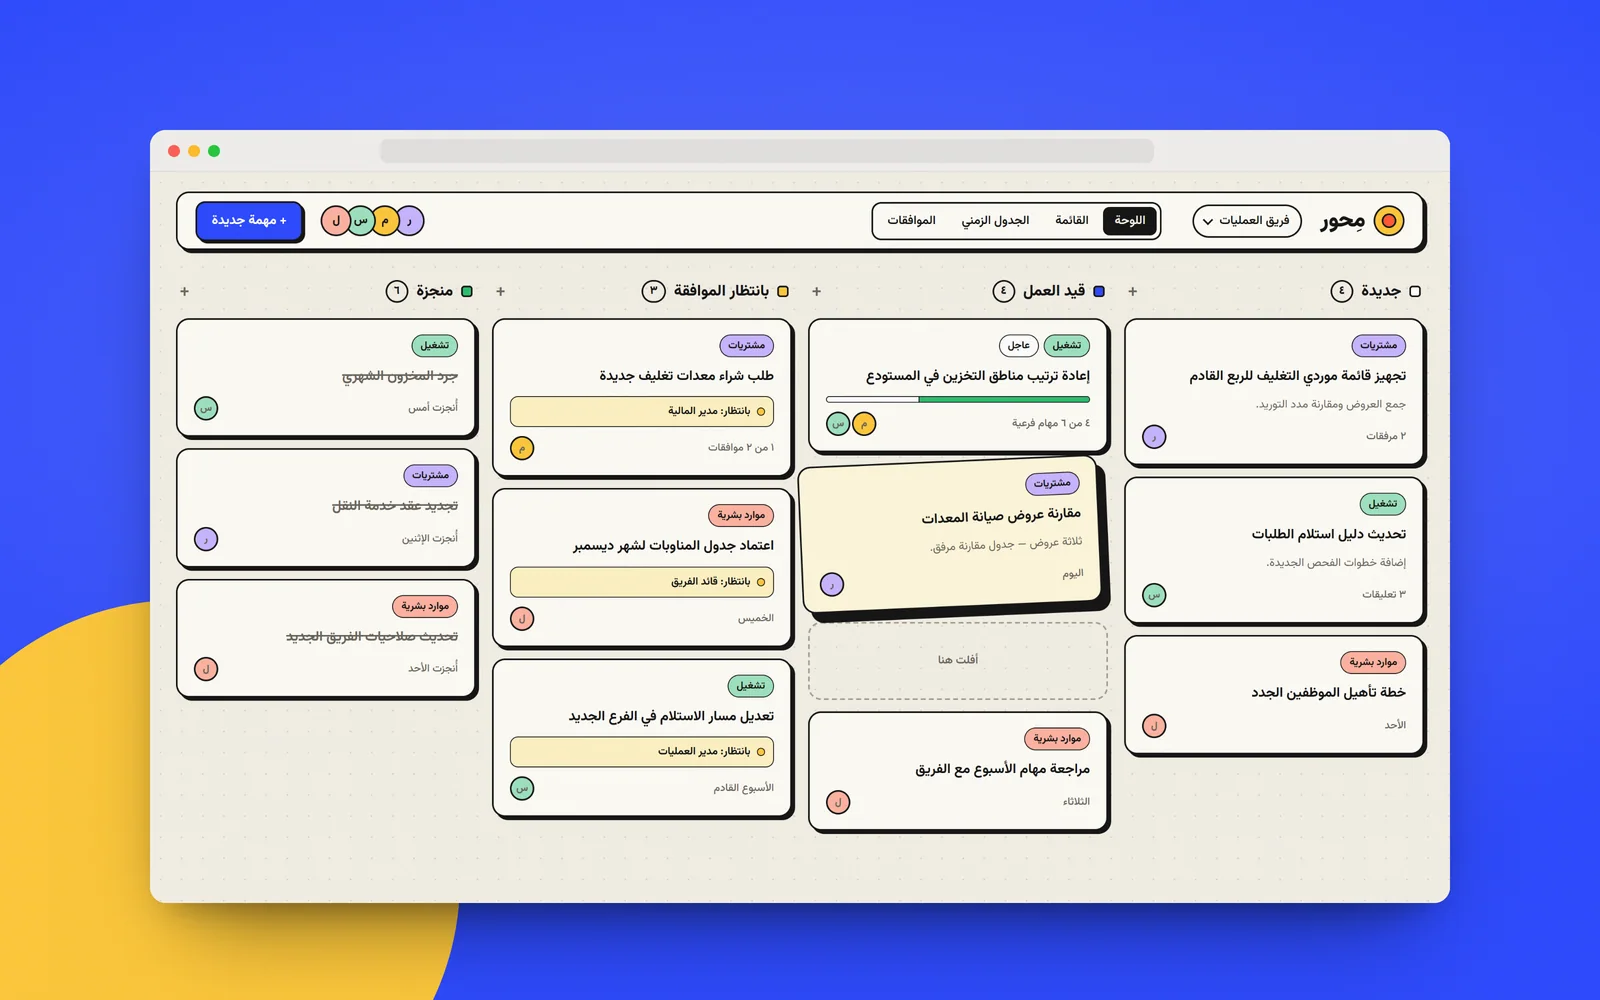 مِحور
فريق العمليات
اللوحة
القائمة
الجدول الزمني
الموافقات
ر
م
س
ل
+ مهمة جديدة
جديدة ٤ +
مشتريات
تجهيز قائمة موردي التغليف للربع القادم
جمع العروض ومقارنة مدد التوريد.
٢ مرفقات ر
تشغيل
تحديث دليل استلام الطلبات
إضافة خطوات الفحص الجديدة.
٣ تعليقات س
موارد بشرية
خطة تأهيل الموظفين الجدد
الأحد ل
قيد العمل ٤ +
تشغيل عاجل
إعادة ترتيب مناطق التخزين في المستودع
٤ من ٦ مهام فرعية م س
مشتريات
مقارنة عروض صيانة المعدات
ثلاثة عروض — جدول مقارنة مرفق.
اليوم ر
أفلت هنا
موارد بشرية
مراجعة مهام الأسبوع مع الفريق
الثلاثاء ل
بانتظار الموافقة ٣ +
مشتريات
طلب شراء معدات تغليف جديدة
بانتظار: مدير المالية
١ من ٢ موافقات م
موارد بشرية
اعتماد جدول المناوبات لشهر ديسمبر
بانتظار: قائد الفريق
الخميس ل
تشغيل
تعديل مسار الاستلام في الفرع الجديد
بانتظار: مدير العمليات
الأسبوع القادم س
منجزة ٦ +
تشغيل
جرد المخزون الشهري
أُنجزت أمس س
مشتريات
تجديد عقد خدمة النقل
أُنجزت الإثنين ر
موارد بشرية
تحديث صلاحيات الفريق الجديد
أُنجزت الأحد ل